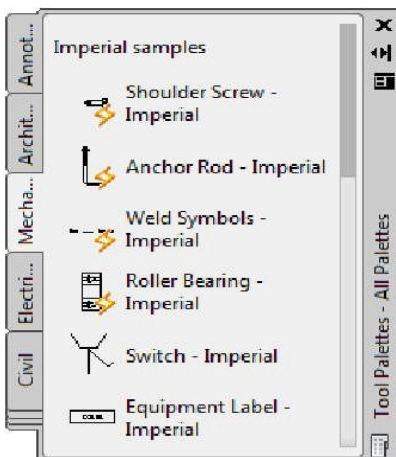 Annot...
Archit...
Mecha...
Electri...
Civil
Imperial samples
Shoulder Screw -
Imperial
Anchor Rod - Imperial
Weld Symbols -
Imperial
Roller Bearing -
Imperial
Switch - Imperial
Equipment Label -
Imperial
Tool Palettes - All Palettes